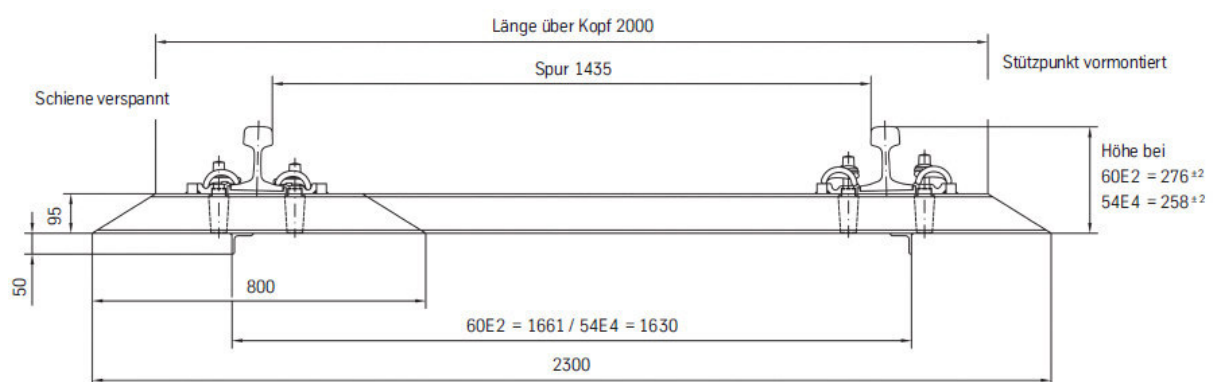 Länge über Kopf 2000
Spur 1435
Stützpunkt vormontiert
Schiene verspannt
Höhe bei
60E2 = 276±2
54E4 = 258±2
95
50
800
60E2 = 1661 / 54E4 = 1630
2300